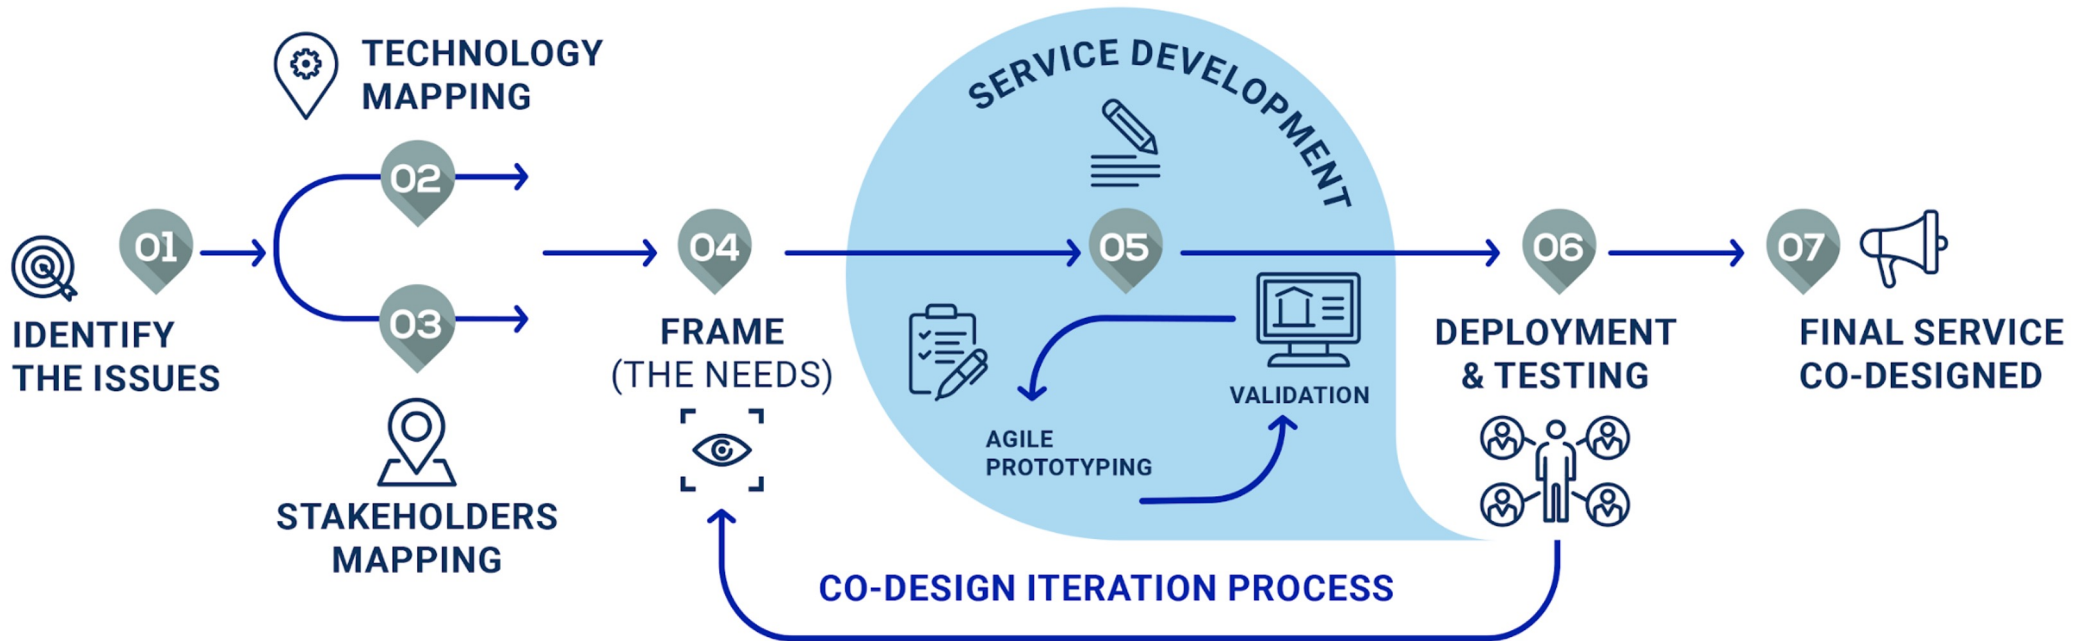 01
IDENTIFY
THE ISSUES
TECHNOLOGY
MAPPING
02
03
STAKEHOLDERS
MAPPING
04
FRAME
(THE NEEDS)
SERVICE DEVELOPMENT
05
VALIDATION
AGILE
PROTOTYPING
06
DEPLOYMENT
& TESTING
07
FINAL SERVICE
CO-DESIGNED
CO-DESIGN ITERATION PROCESS